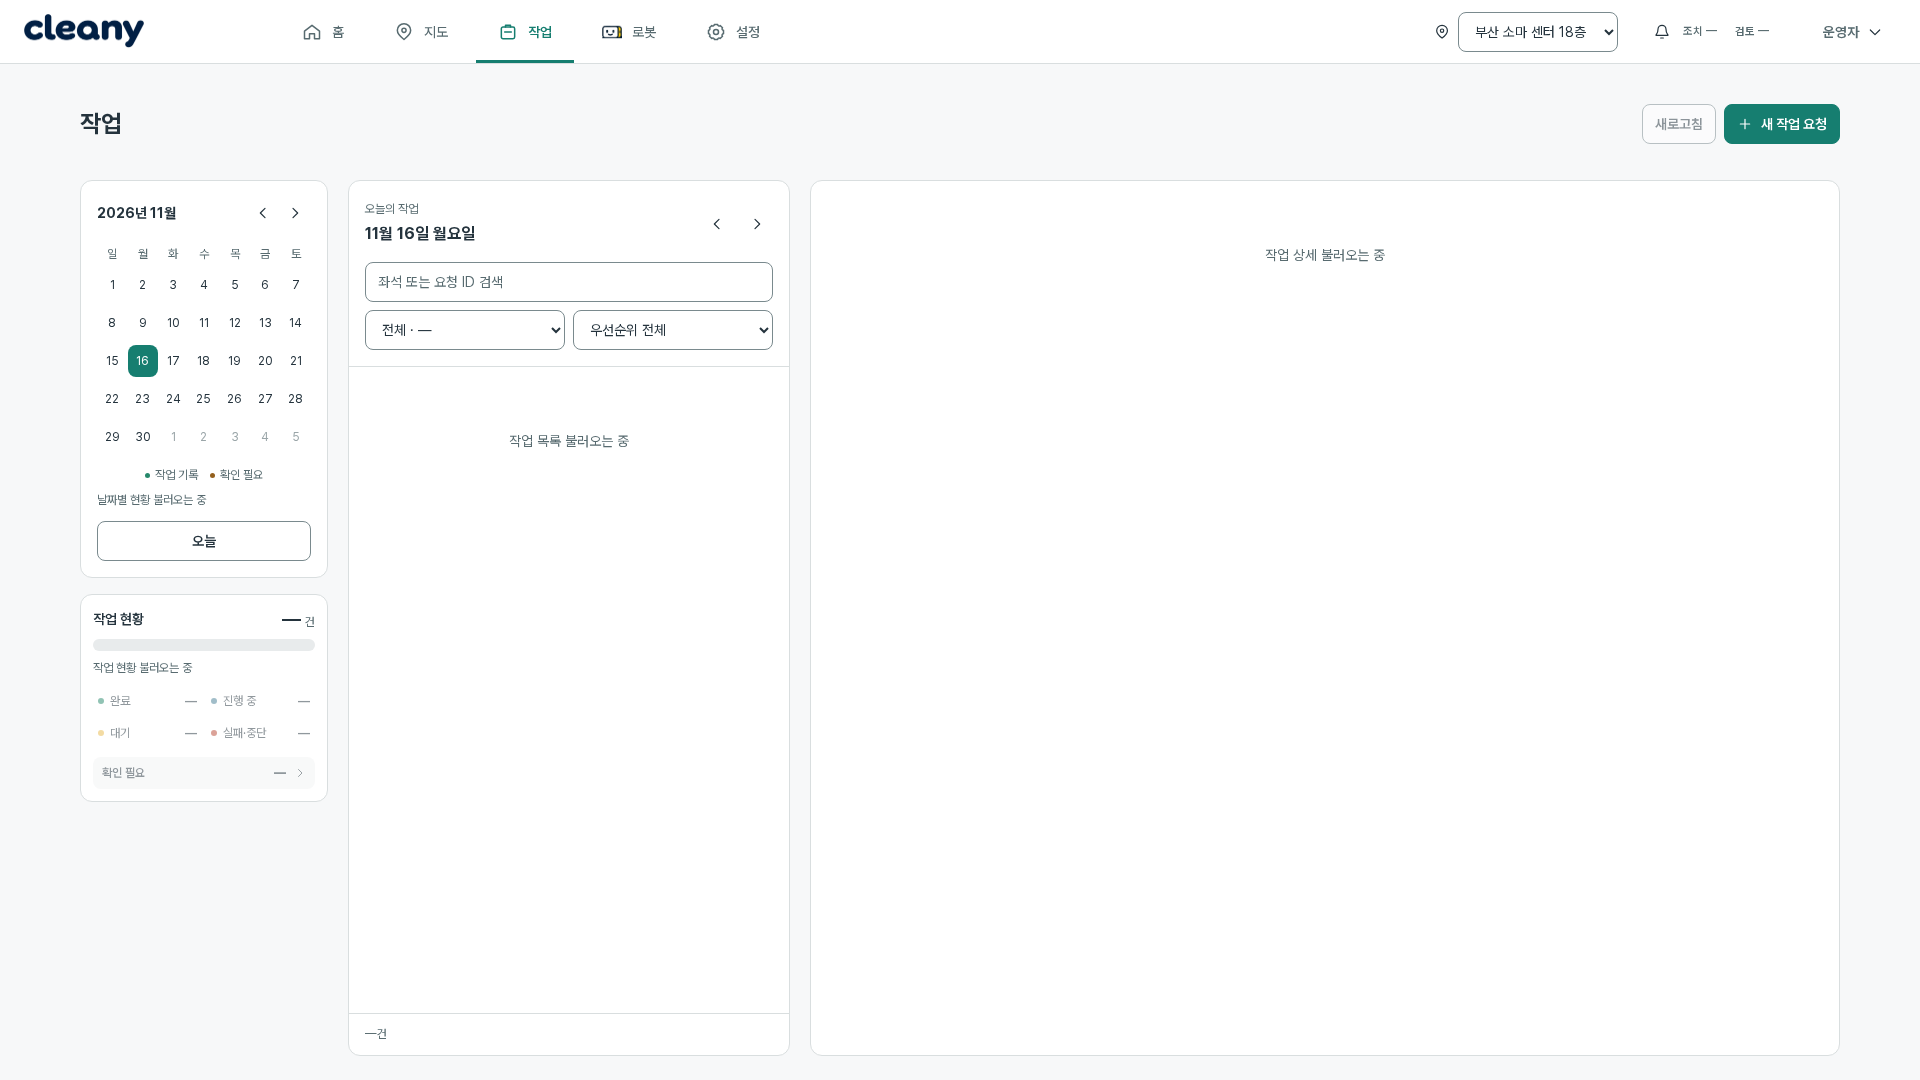 cleany
홈
지도
작업
로봇
설정
부산 소마 센터 18층
조치 —
검토 —
운영자
작업
새로고침
+ 새 작업 요청
2026년 11월
일 월 화 수 목 금 토
1 2 3 4 5 6 7
8 9 10 11 12 13 14
15 16 17 18 19 20 21
22 23 24 25 26 27 28
29 30 1 2 3 4 5
작업 기록 확인 필요
날짜별 현황 불러오는 중
오늘
작업 현황
— 건
작업 현황 불러오는 중
완료 — 진행 중 —
대기 — 실패·중단 —
확인 필요 —
오늘의 작업
11월 16일 월요일
좌석 또는 요청 ID 검색
전체 · —
우선순위 전체
작업 목록 불러오는 중
—건
작업 상세 불러오는 중